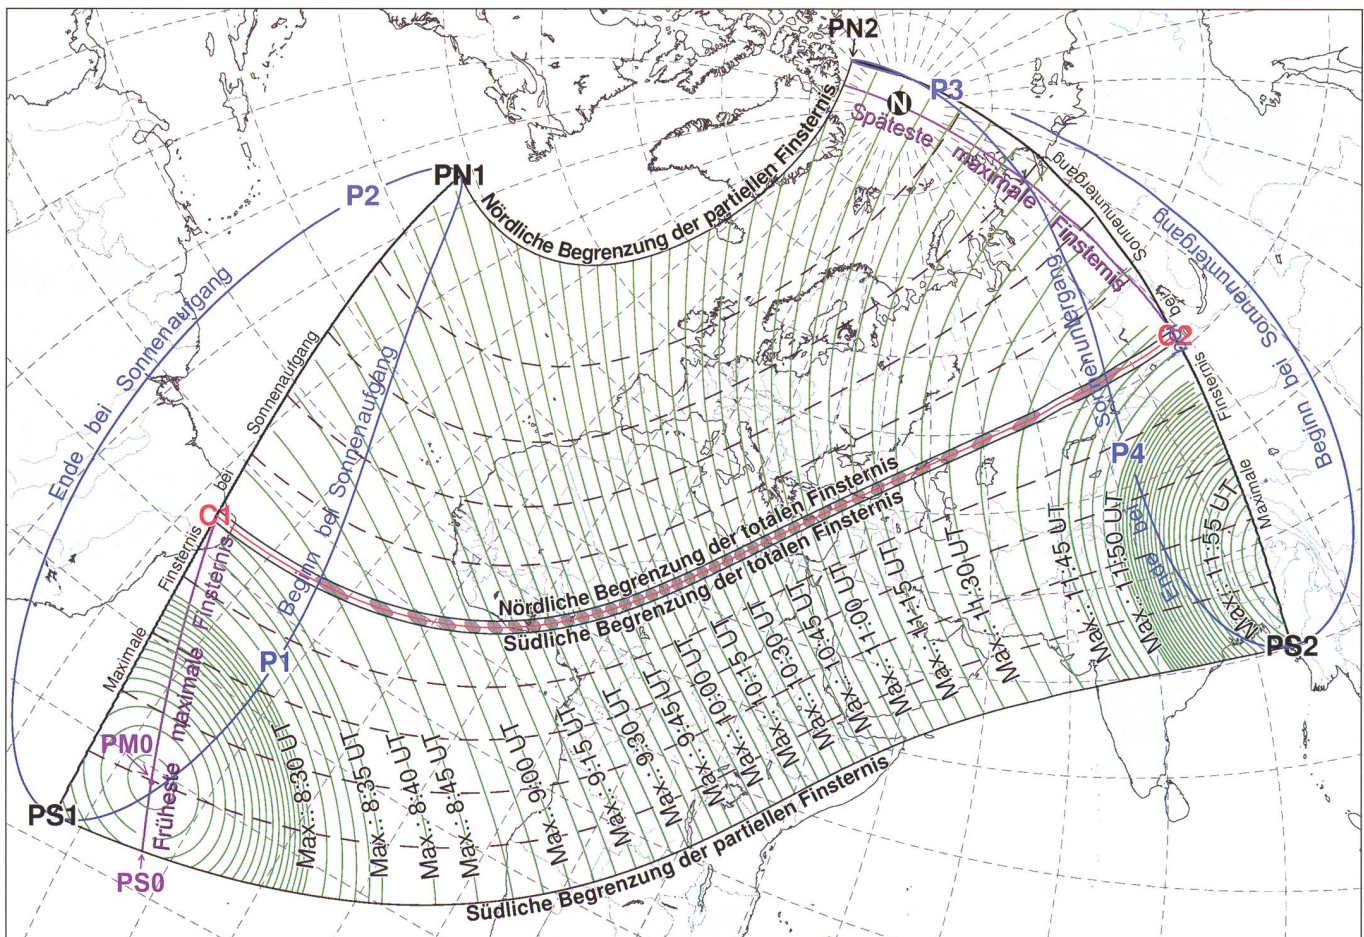 PN2
P3
N
Späteste maximale Finsternis
Nördliche Begrenzung der partiellen Finsternis
PN1
P2
Ende bei Sonnenaufgang
Beginn bei Sonnenaufgang
Maximale Finsternis bei Sonnenaufgang
Maximale Finsternis bei Sonnenuntergang
Beginn bei Sonnenuntergang
Ende bei Sonnenuntergang
C1
C2
P4
P1
Nördliche Begrenzung der totalen Finsternis
Südliche Begrenzung der totalen Finsternis
Früheste maximale Finsternis
PM0
PS1
PS0
PS2
Max.: 8:30 UT
Max.: 8:35 UT
Max.: 8:40 UT
Max.: 8:45 UT
Max.: 9:00 UT
Max.: 9:15 UT
Max.: 9:30 UT
Max.: 9:45 UT
Max.: 10:00 UT
Max.: 10:15 UT
Max.: 10:30 UT
Max.: 10:45 UT
Max.: 11:00 UT
Max.: 11:15 UT
Max.: 11:30 UT
Max.: 11:45 UT
Max.: 11:50 UT
Max.: 11:55 UT
Südliche Begrenzung der partiellen Finsternis